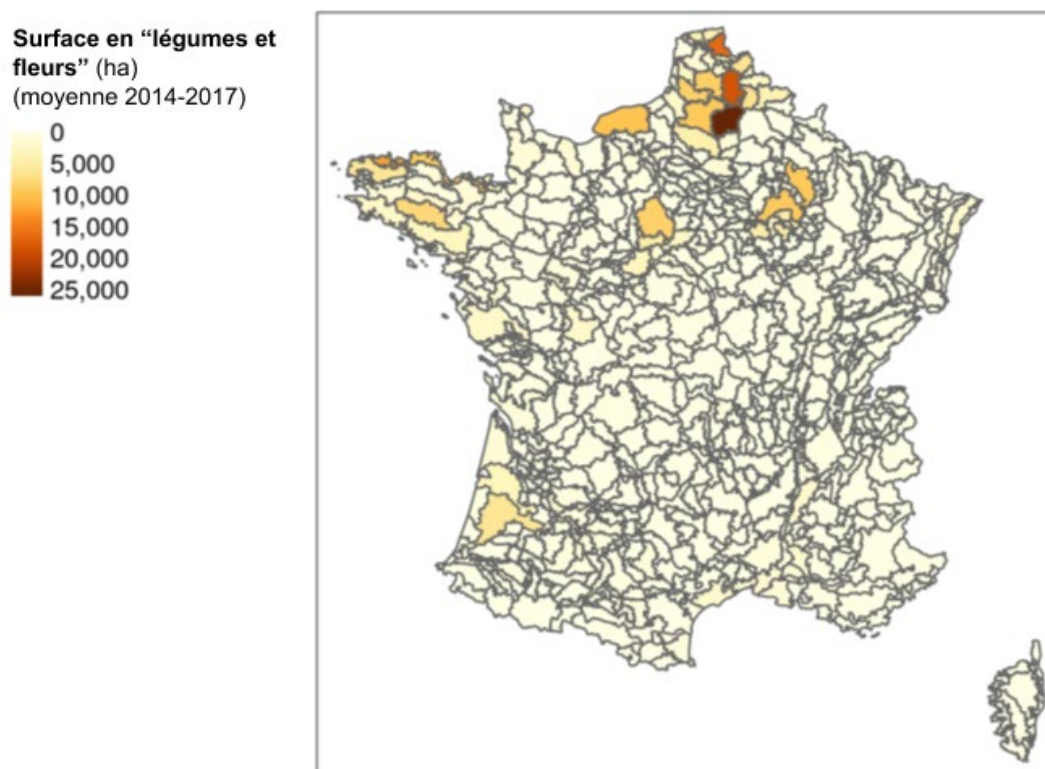 Surface en “légumes et
fleurs” (ha)
(moyenne 2014-2017)
0
5,000
10,000
15,000
20,000
25,000